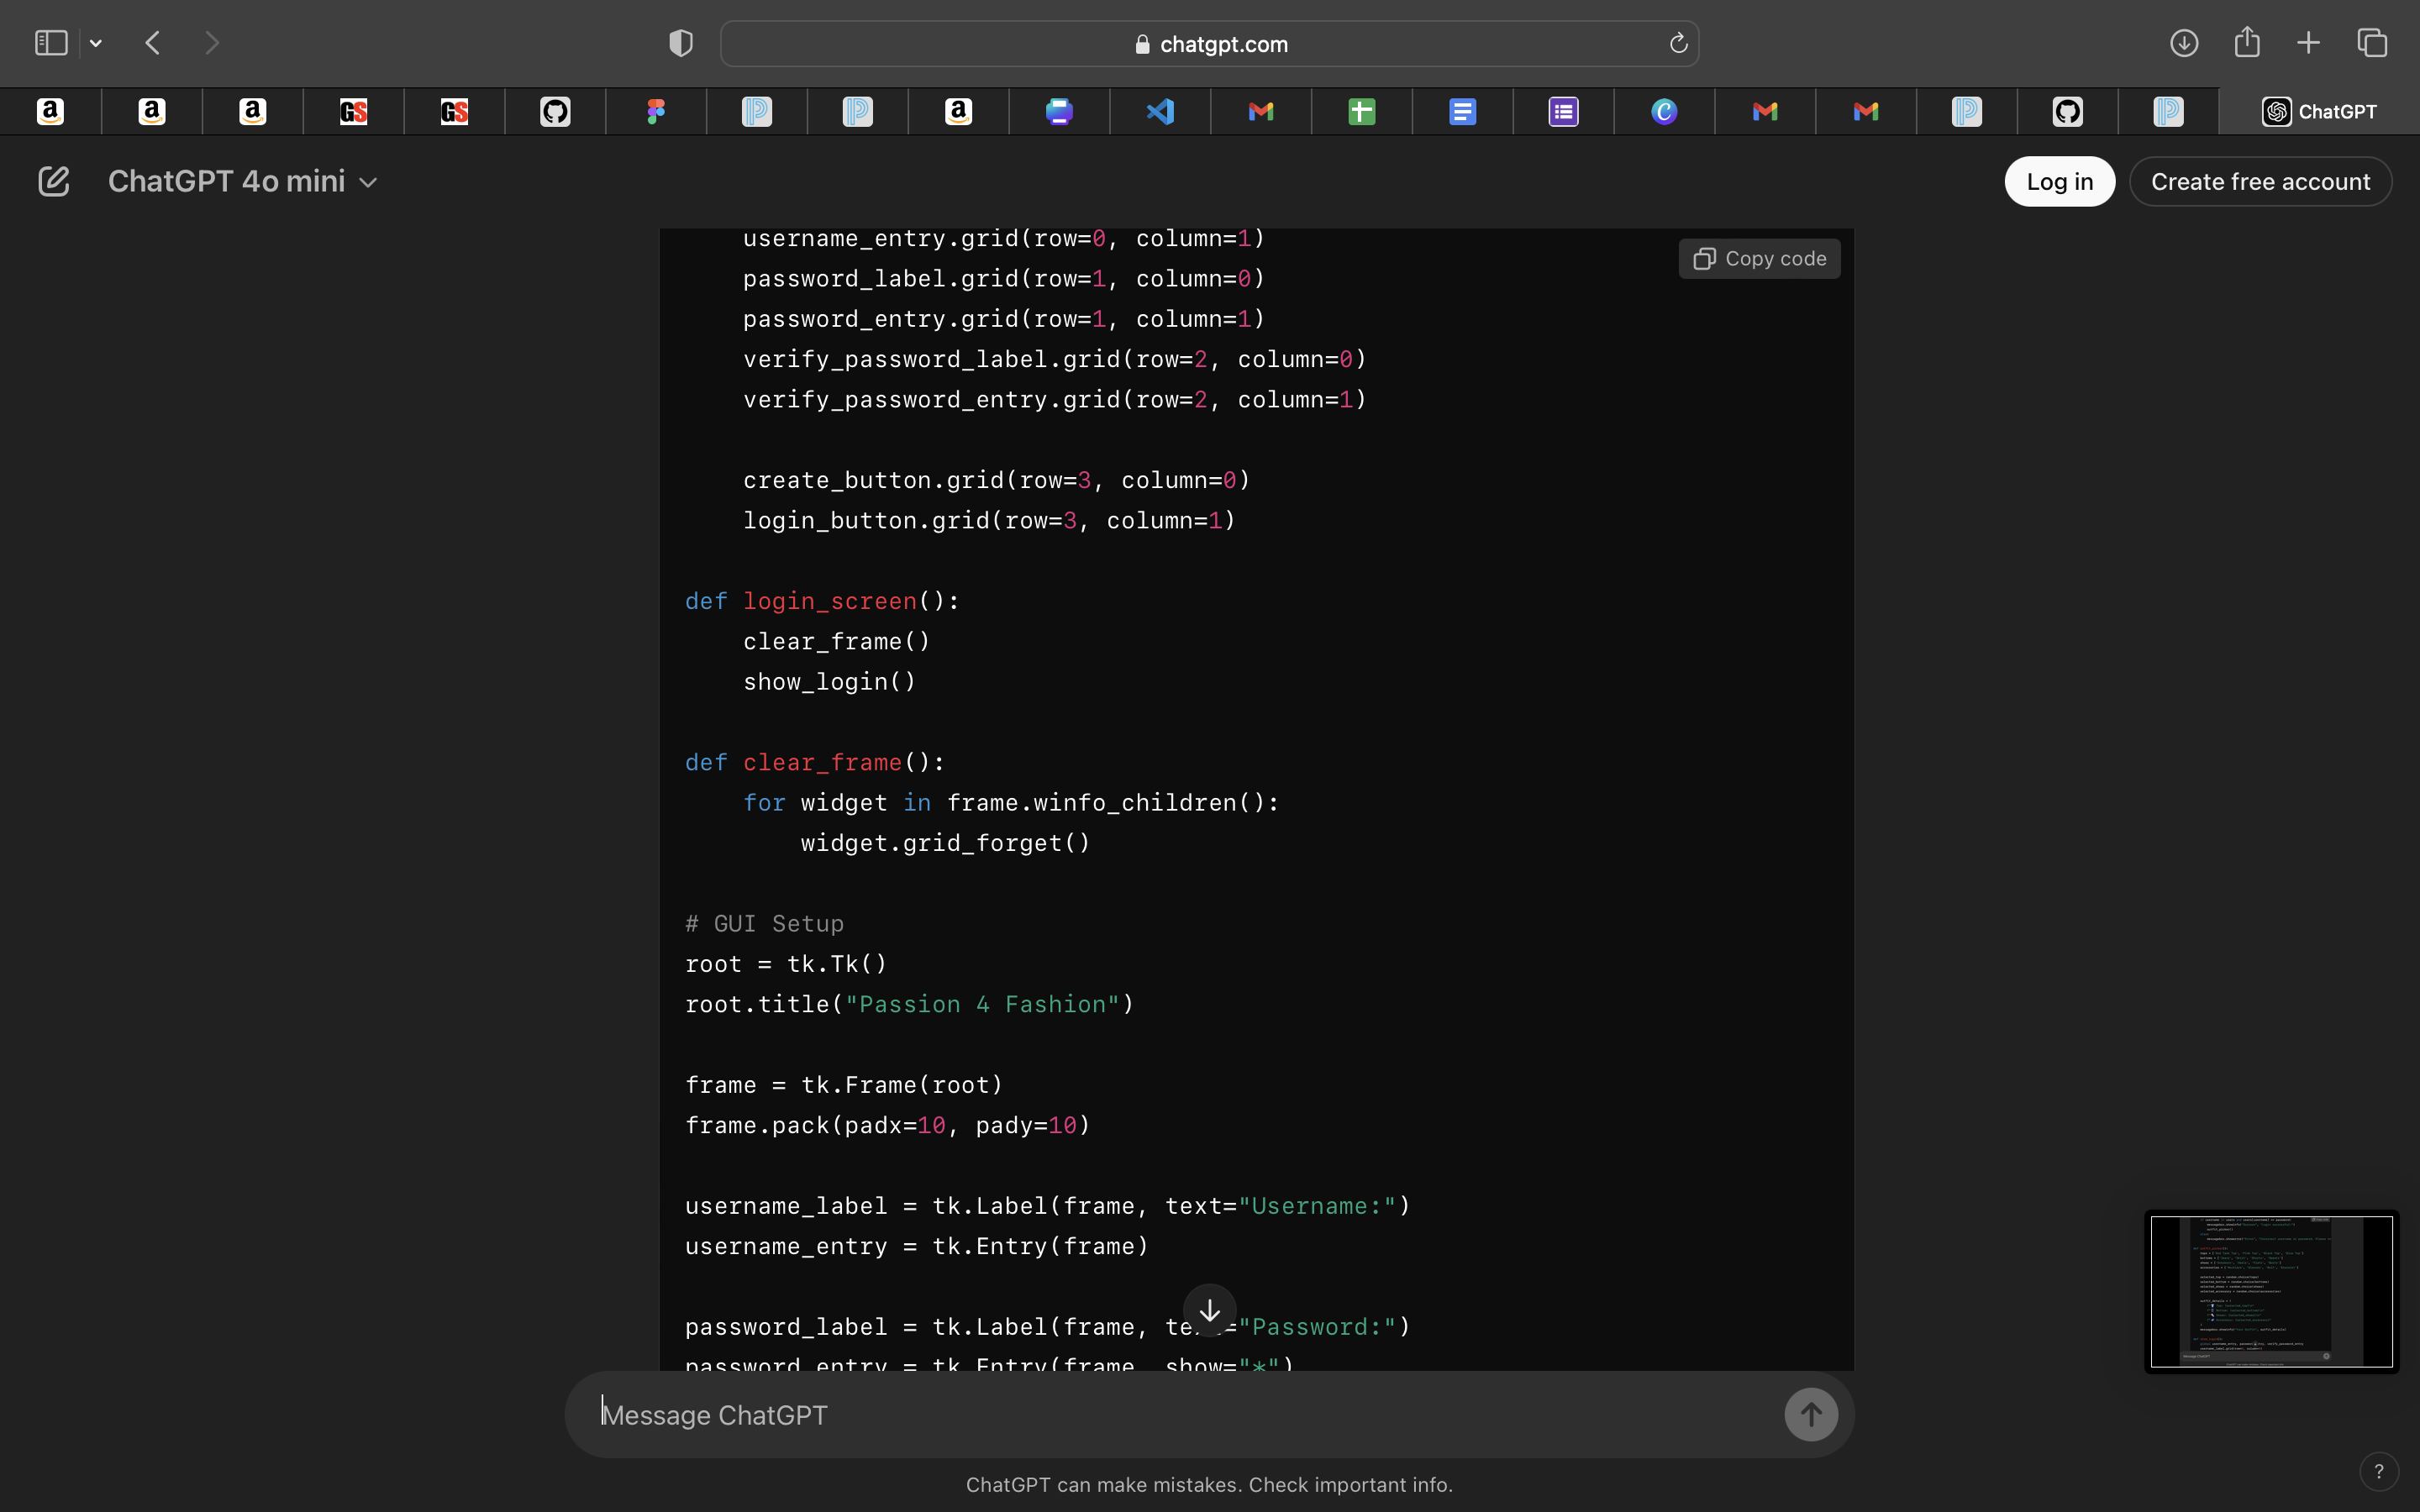 chatgpt.com
ChatGPT
ChatGPT 4o mini
Log in
Create free account
username_entry.grid(row=0, column=1)
Copy code
password_label.grid(row=1, column=0)
password_entry.grid(row=1, column=1)
verify_password_label.grid(row=2, column=0)
verify_password_entry.grid(row=2, column=1)
create_button.grid(row=3, column=0)
login_button.grid(row=3, column=1)
def login_screen():
clear_frame()
show_login()
def clear_frame():
for widget in frame.winfo_children():
widget.grid_forget()
# GUI Setup
root = tk.Tk()
root.title("Passion 4 Fashion")
frame = tk.Frame(root)
frame.pack(padx=10, pady=10)
username_label = tk.Label(frame, text="Username:")
username_entry = tk.Entry(frame)
password_label = tk.Label(frame, te ="Password:")
password_entry = tk.Entry(frame, show="*")
Message ChatGPT
ChatGPT can make mistakes. Check important info.
?